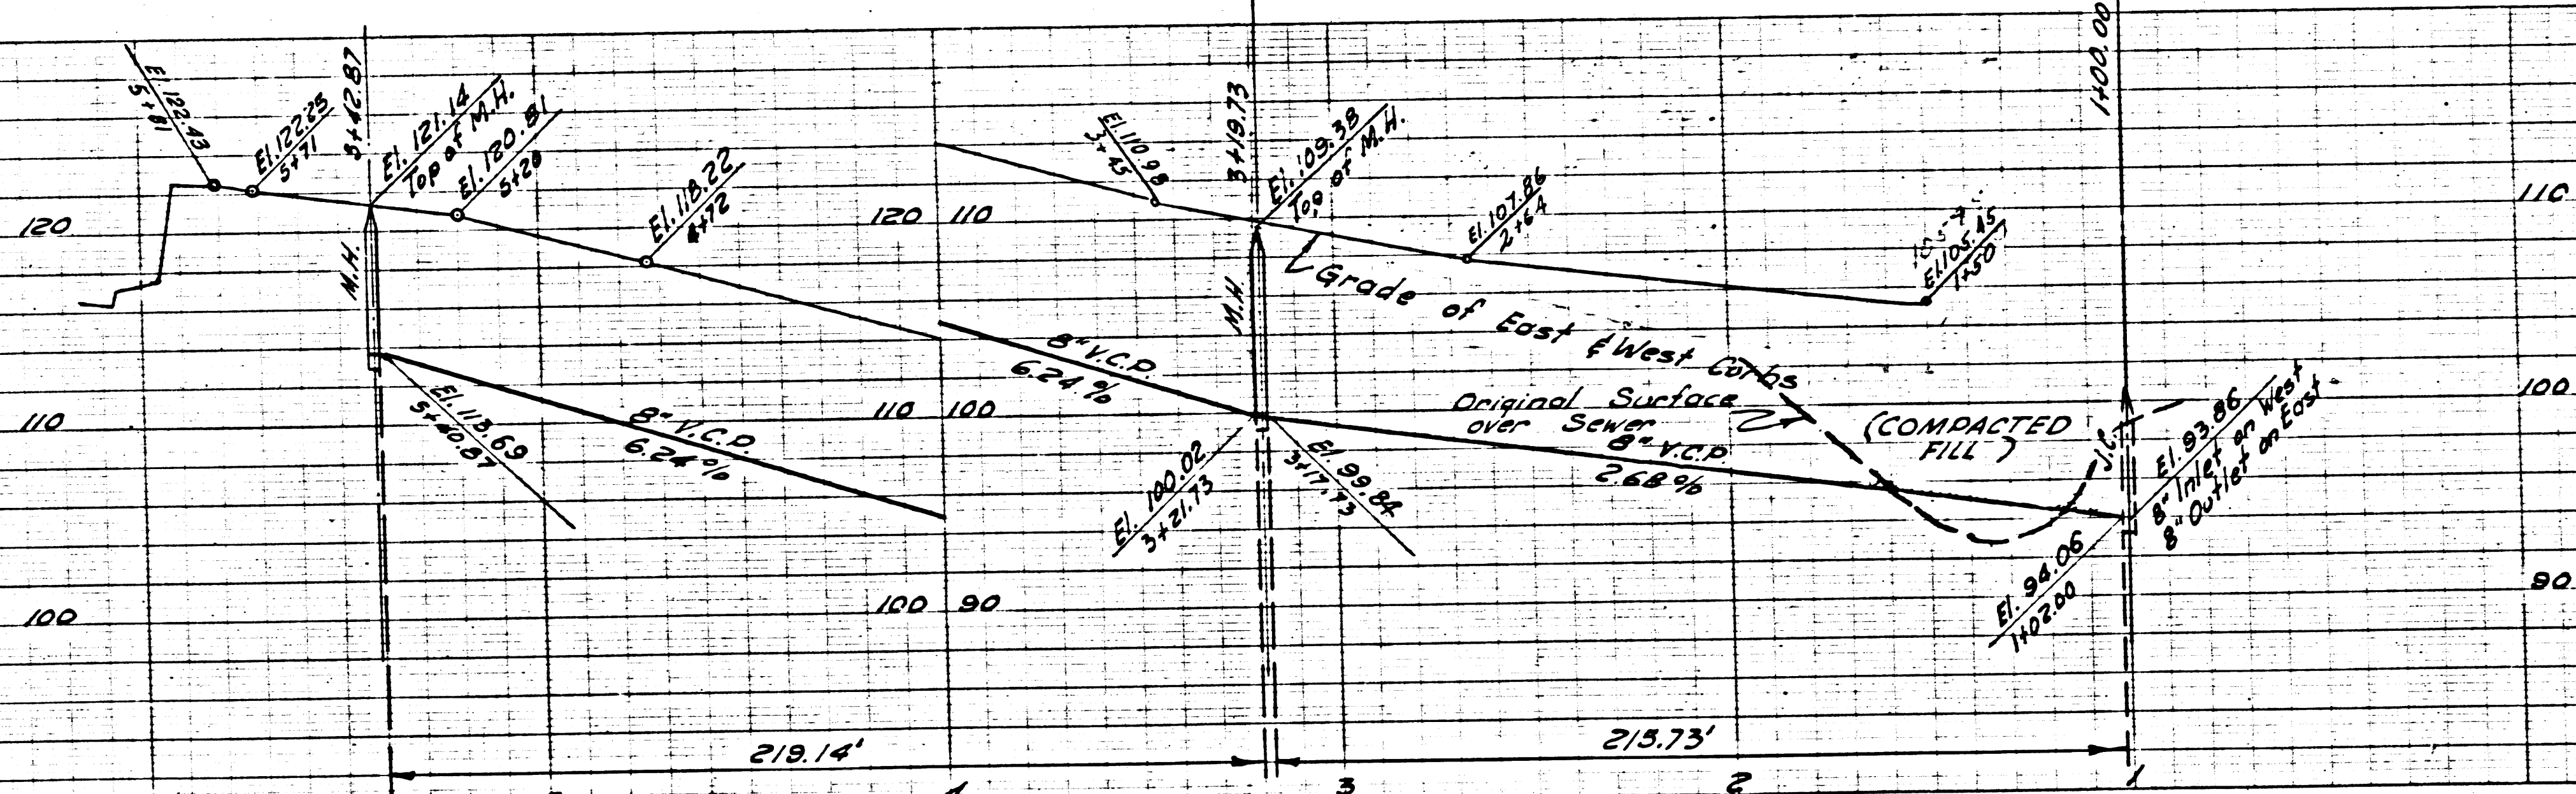 El. 122.43
5+81
El. 122.25
5+71
5+42.87
El. 121.14
Top of M.H.
El. 120.81
5+20
El. 118.22
4+72
El. 110.98
3+45
3+19.73
El. 109.38
Top of M.H.
El. 107.86
2+64
El. 105.45
1+50
1+00.00
120
120 110
110
M.H.
M.H.
Grade of East & West Curbs
8" V.C.P.
6.24 %
Original Surface
over Sewer
(COMPACTED
FILL)
J.C.
El. 93.86
8" Inlet on West
8" Outlet on East
110
110 100
100
El. 113.69
5+40.87
8" V.C.P.
6.24 %
El. 100.02
3+21.73
El. 99.84
3+17.73
8" V.C.P.
2.68 %
El. 94.06
1+02.00
100
100 90
90
219.14'
215.73'
3
2
1